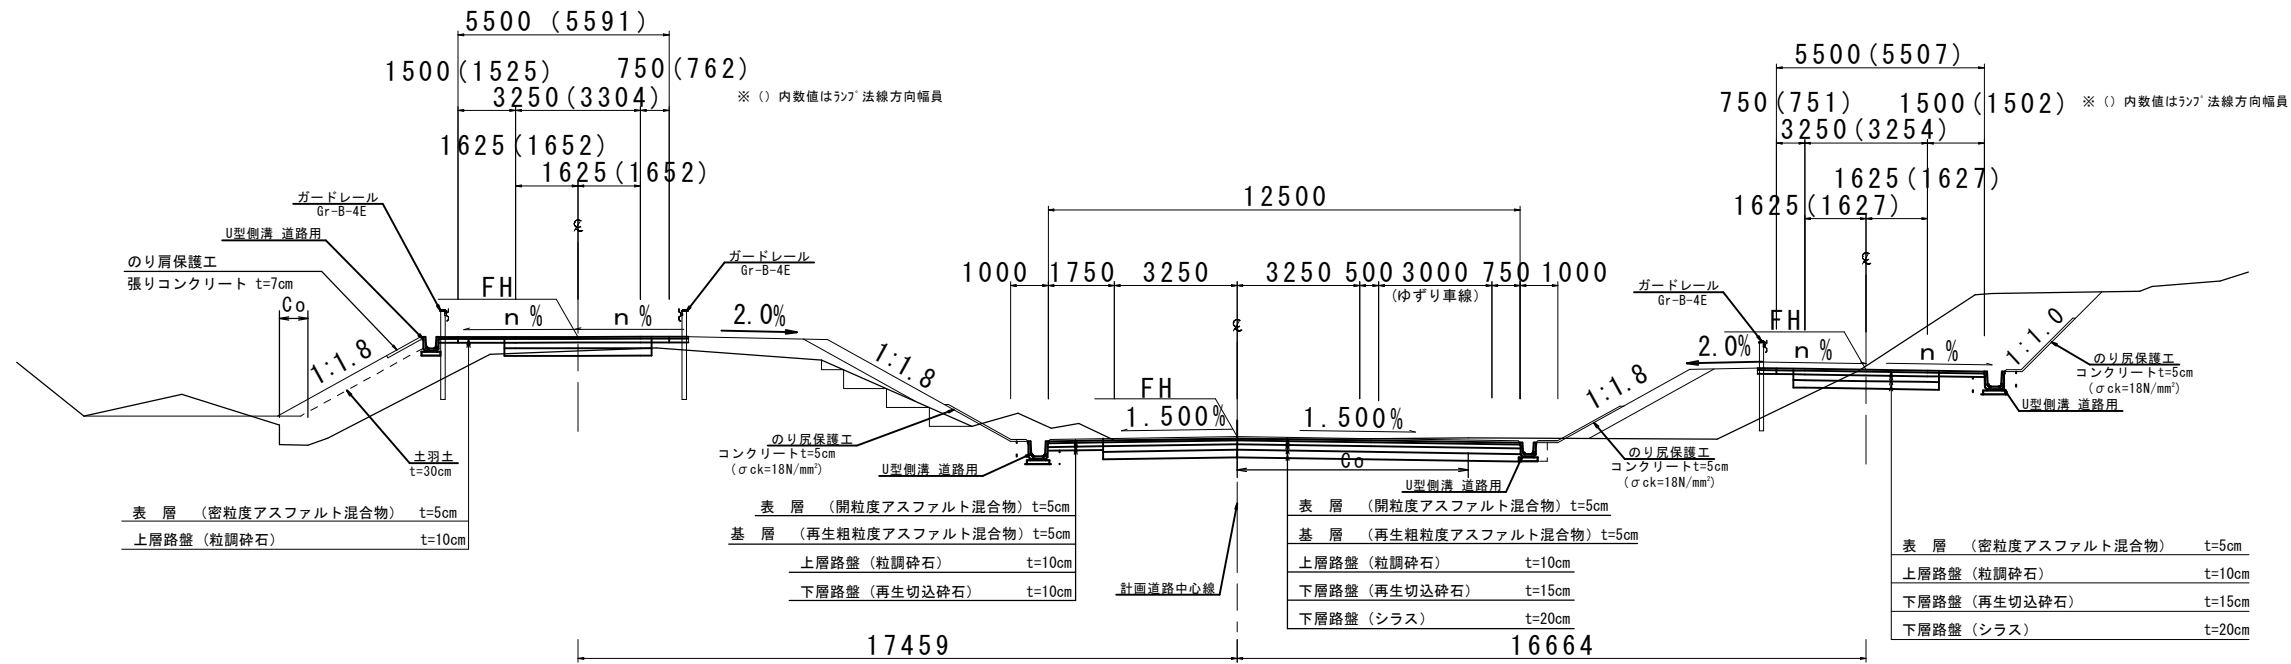 5500 (5591)
1500(1525)
750(762)
3250(3304)
※ () 内数値はランプ法線方向幅員
1625(1652)
1625(1652)
5500(5507)
750(751)
1500(1502)
※ () 内数値はランプ法線方向幅員
3250(3254)
1625(1627)
1625(1627)
ガードレール
Gr-B-4E
U型側溝 道路用
のり肩保護工
張りコンクリート t=7cm
Co
1:1.8
FH
n %
n %
℄
ガードレール
Gr-B-4E
2.0%
1:1.8
土羽土
t=30cm
12500
1000
1750
3250
3250
500
3000
750
1000
(ゆずり車線)
℄
FH
1.500%
1.500%
Co
のり尻保護工
コンクリートt=5cm
(σck=18N/mm²)
U型側溝 道路用
U型側溝 道路用
1:1.8
のり尻保護工
コンクリートt=5cm
(σck=18N/mm²)
ガードレール
Gr-B-4E
2.0%
FH
n %
n %
℄
1:1.0
のり尻保護工
コンクリートt=5cm
(σck=18N/mm²)
U型側溝 道路用
表 層 (密粒度アスファルト混合物) t=5cm
上層路盤 (粒調砕石) t=10cm
表 層 (開粒度アスファルト混合物) t=5cm
基 層 (再生粗粒度アスファルト混合物) t=5cm
上層路盤 (粒調砕石) t=10cm
下層路盤 (再生切込砕石) t=10cm
計画道路中心線
表 層 (開粒度アスファルト混合物) t=5cm
基 層 (再生粗粒度アスファルト混合物) t=5cm
上層路盤 (粒調砕石) t=10cm
下層路盤 (再生切込砕石) t=15cm
下層路盤 (シラス) t=20cm
表 層 (密粒度アスファルト混合物) t=5cm
上層路盤 (粒調砕石) t=10cm
下層路盤 (再生切込砕石) t=15cm
下層路盤 (シラス) t=20cm
17459
16664